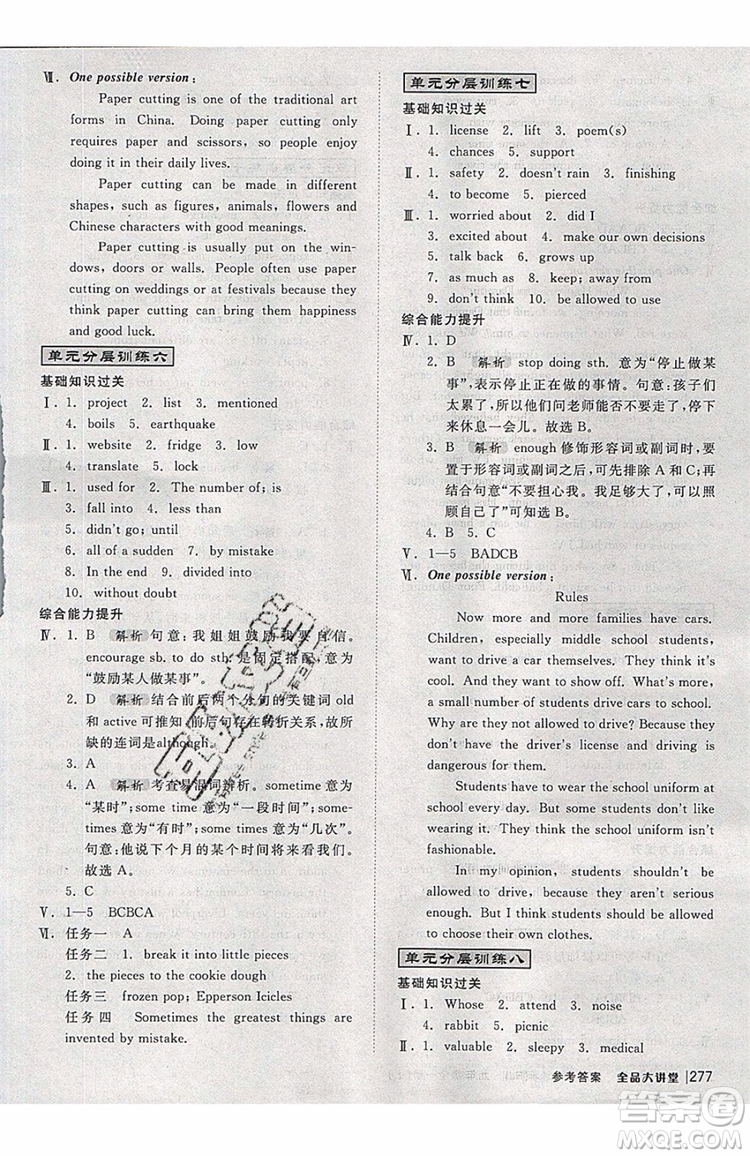 Ⅶ. One possible version:
Paper cutting is one of the traditional art
forms in China. Doing paper cutting only
requires paper and scissors, so people enjoy
making them in their daily lives.
Paper cutting can be made in different
shapes, such as figures, animals, flowers and
Chinese characters with good meanings.
Paper cutting is usually put on the win-
dows, doors or walls. People often use paper
cutting on weddings or at festivals because they
think paper cutting can bring them happiness
and good luck.
单元分层训练六
基础知识过关
Ⅰ. 1. project 2. list 3. mentioned
4. boils 5. earthquake
Ⅱ. 1. website 2. fridge 3. low
4. translate 5. lock
Ⅲ. 1. used for 2. The number of; is
3. fall into 4. less than
5. didn't go; until
6. all of a sudden 7. by mistake
8. In the end 9. divided; into
10. without doubt
综合能力提升
Ⅳ. 1. B 解析 句意:我姐姐鼓励我要自信。
encourage sb. to do sth. 是固定搭配,意为
“鼓励某人做某事”。
2. D 解析 结合前后两个分句的关键词 old
and active 可推知,前后句存在转折关系,故所
缺的连词是although。
3. A
4. A 解析 考查易混词辨析。sometime 意为
“某时”;some time 意为“一段时间”;
sometimes 意为“有时”;some times 意为“几次”。
句意:他说下个月的某个时间他将来到这里。
故选 A。
5. C
Ⅴ. 1—5 BCBCA
Ⅵ. 任务一 A
任务二 1. break it into little pieces
2. the pieces to the cookie dough
任务三 frozen pop; Epperson Icicles
任务四 Sometimes the greatest things are
invented by mistake.
单元分层训练七
基础知识过关
Ⅰ. 1. license 2. lift 3. poem(s)
4. chances 5. support
Ⅱ. 1. safety 2. doesn't rain 3. smoking
4. to become 5. pierced
Ⅲ. 1. worried about 2. did I
3. excited about 4. make our own decisions
5. talk back 6. got over
7. as much as 8. keep; away from
9. don't think 10. be allowed to use
综合能力提升
Ⅳ. 1. B
2. B 解析 stop doing sth. 意为“停止做某
事”,表示停止正在做的事情。句意:孩子们
太累了,所以他们问老师能否停止工作,停下
来休息一会儿。故选 B。
3. B 解析 enough 修饰形容词或副词时,要
置于形容词或副词之后,可先排除 A 和 C;再
结合句意“不要担心我。我足够大了,可以照
顾自己了”可知选 B。
4. B 5. C
Ⅴ. 1—5 BADCB
Ⅵ. One possible version:
Rules
Now more and more families have cars.
Children, especially middle school students,
want to drive a car themselves. They think it's
cool. And they want to show off. However,
a small number of students drive cars to school.
Why are they not allowed to drive? Because they
don't have the driver's license and driving is
dangerous.
Students have to wear the school uniform at
school every day. But some students don't want to
wear it because they think school uniform isn't
fashionable.
In my opinion, students shouldn't be
allowed to drive because they aren't serious
enough. But I think students should be allowed
to choose their own clothes.
单元分层训练八
基础知识过关
Ⅰ. 1. Whose 2. attend 3. noise
4. rabbit 5. picnic
Ⅱ. 1. valuable 2. sleepy 3. medical
参考答案 全品大讲堂 277
答案圈
MXQE.COM